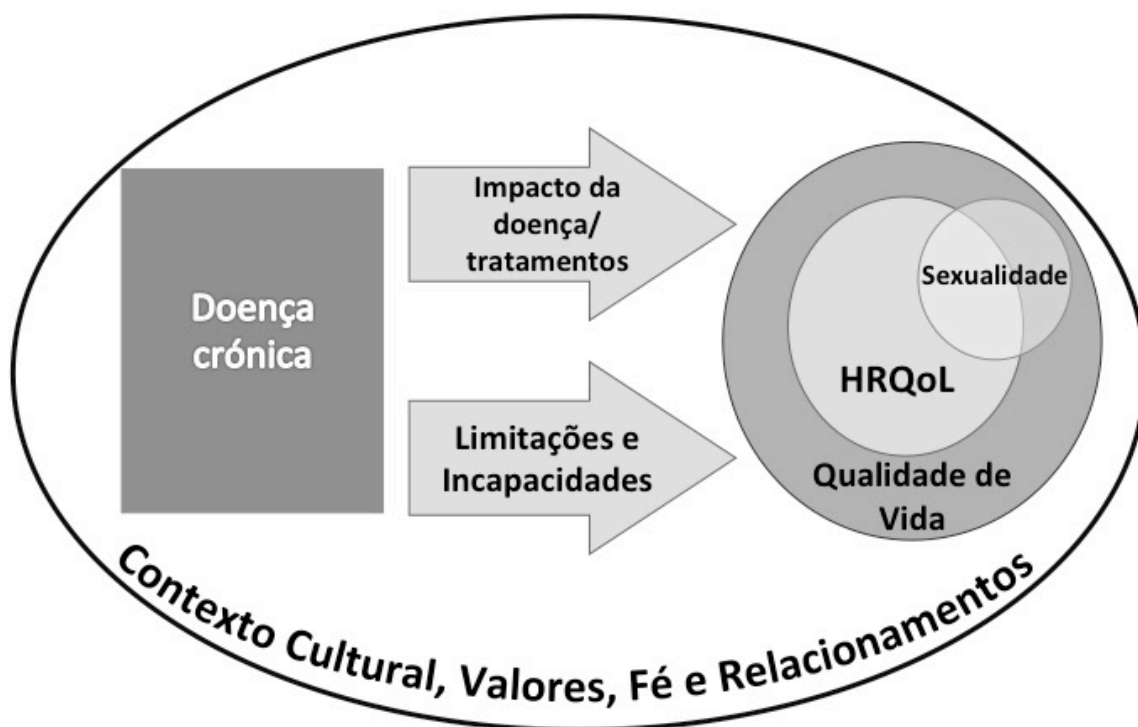 Doença
crónica
Impacto da
doença/
tratamentos
Limitações e
Incapacidades
Sexualidade
HRQoL
Qualidade de
Vida
Contexto Cultural, Valores, Fé e Relacionamentos